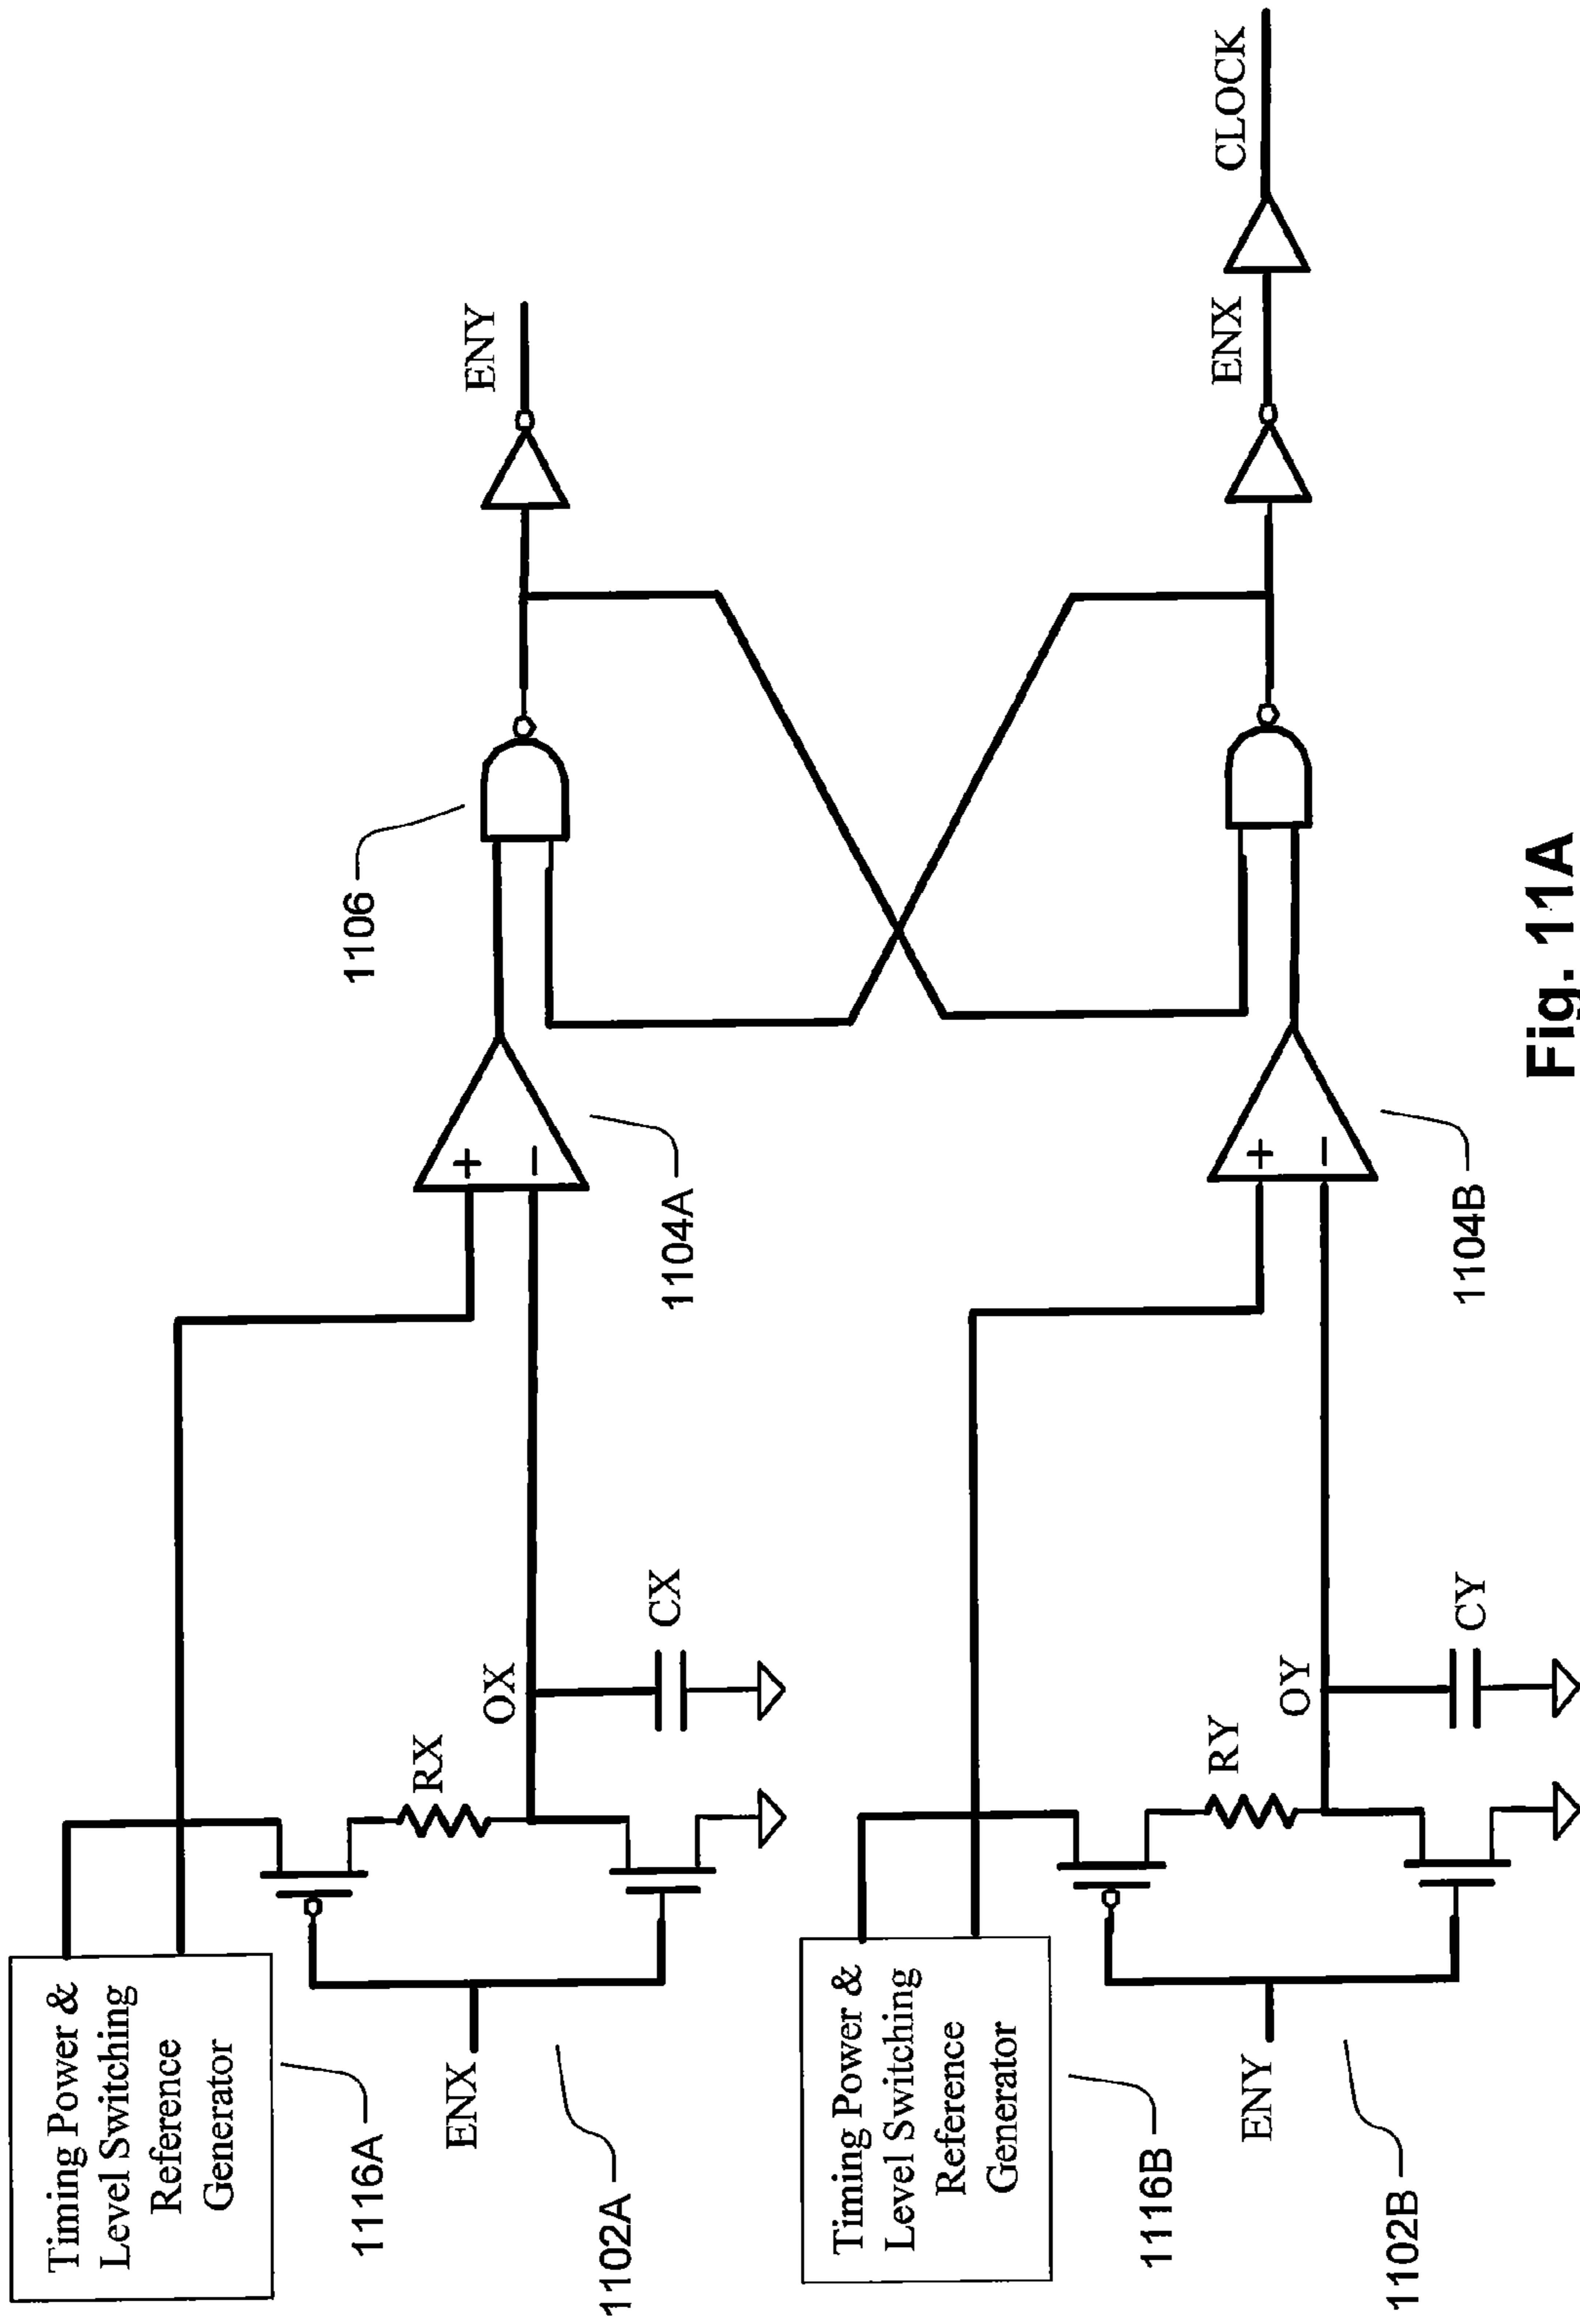 Timing Power &
Level Switching
Reference
Generator
1116A
ENX
1102A
RX
OX
CX
+
−
1104A
1106
ENY
Timing Power &
Level Switching
Reference
Generator
1116B
ENY
1102B
RY
OY
CY
+
−
1104B
ENX
CLOCK
Fig. 11A